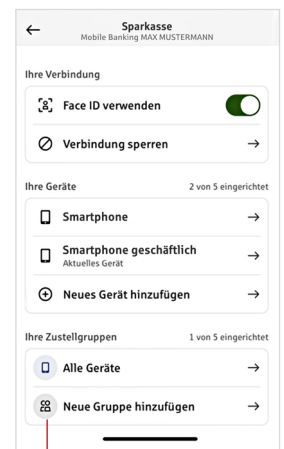 Sparkasse
Mobile Banking MAX MUSTERMANN
Ihre Verbindung
Face ID verwenden
Verbindung sperren
Ihre Geräte 2 von 5 eingerichtet
Smartphone
Smartphone geschäftlich
Aktuelles Gerät
Neues Gerät hinzufügen
Ihre Zustellgruppen 1 von 5 eingerichtet
Alle Geräte
Neue Gruppe hinzufügen